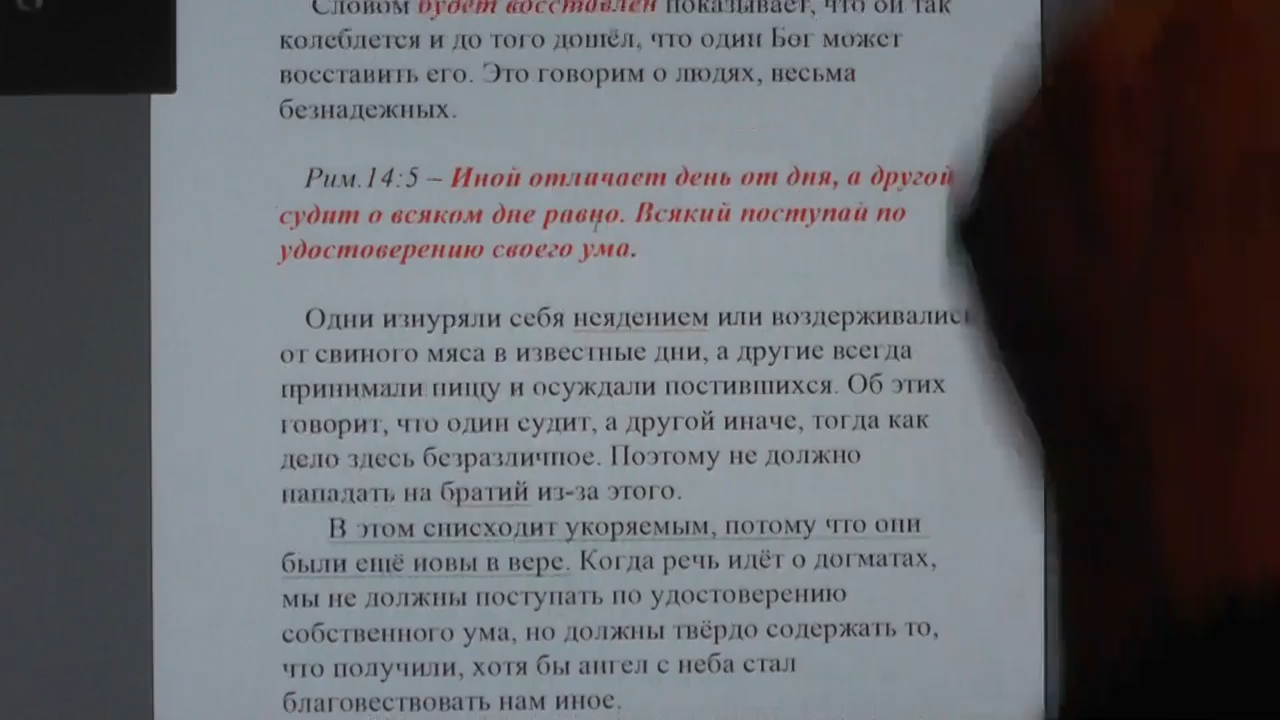 Словом будет восставлен показывает, что он так
колеблется и до того дошёл, что один Бог может
восставить его. Это говорим о людях, весьма
безнадежных.
Рим.14:5 – Иной отличает день от дня, а другой
судит о всяком дне равно. Всякий поступай по
удостоверению своего ума.
Одни изнуряли себя неядением или воздерживались
от свиного мяса в известные дни, а другие всегда
принимали пищу и осуждали постившихся. Об этих
говорит, что один судит, а другой иначе, тогда как
дело здесь безразличное. Поэтому не должно
нападать на братий из-за этого.
В этом снисходит укоряемым, потому что они
были ещё новы в вере. Когда речь идёт о догматах,
мы не должны поступать по удостоверению
собственного ума, но должны твёрдо содержать то,
что получили, хотя бы ангел с неба стал
благовествовать нам иное.